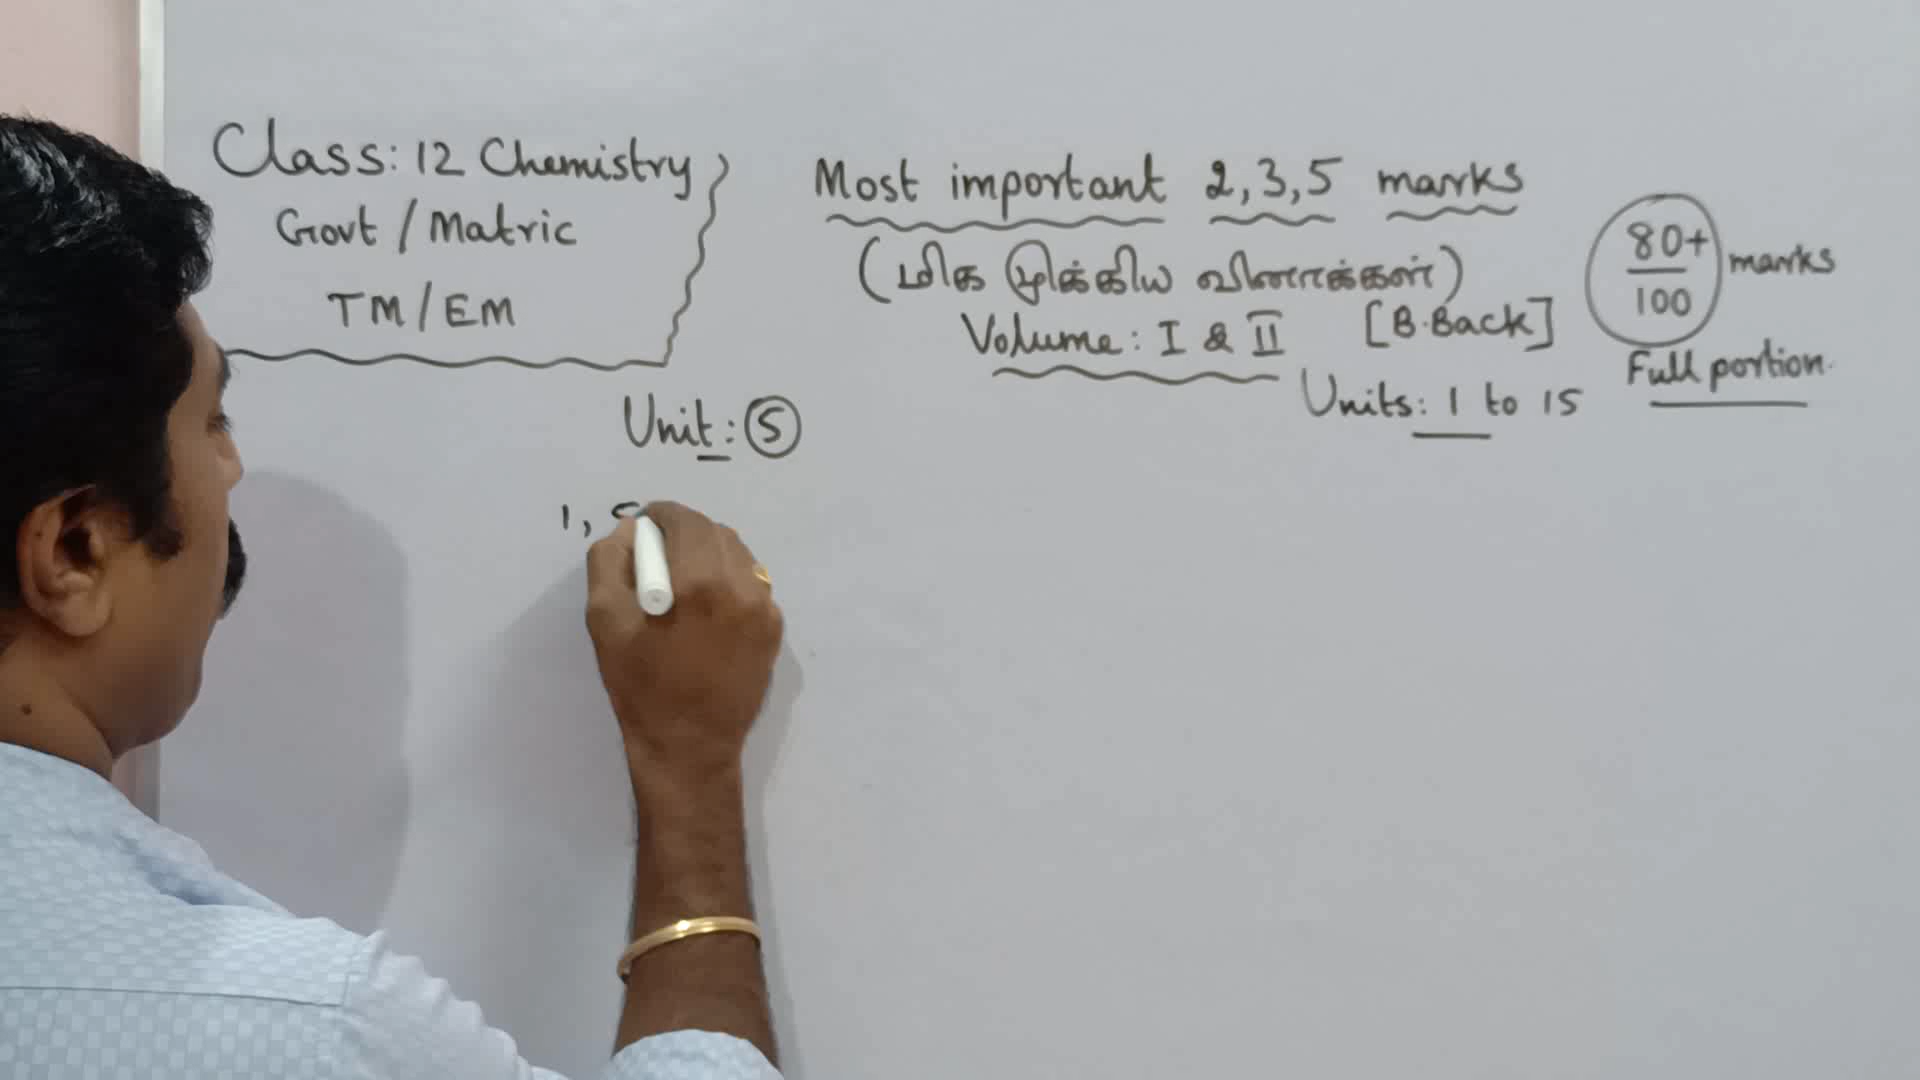 Class: 12 Chemistry
Govt / Matric
TM / EM
Most important 2, 3, 5 marks
(மிக முக்கிய வினாக்கள்)
Volume: I & II [B.Back]
Units: 1 to 15
80+/100 marks
Full portion.
Unit: 5
1,